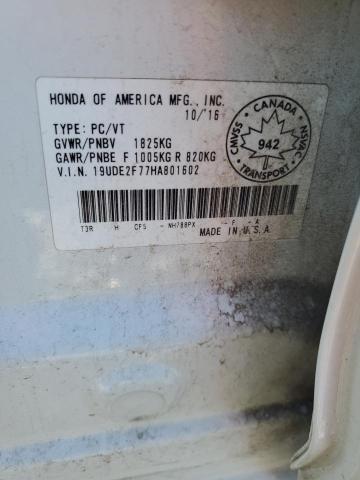 HONDA OF AMERICA MFG., INC.
10/'16
TYPE: PC/VT
GVWR/PNBV 1825KG
GAWR/PNBE F 1005KG R 820KG
V.I.N. 19UDE2F77HA801602
CANADA
CMVSS NSVAC
942
TRANSPORT
T3R H CF5 - NH788PX - F - A
MADE IN U.S.A.